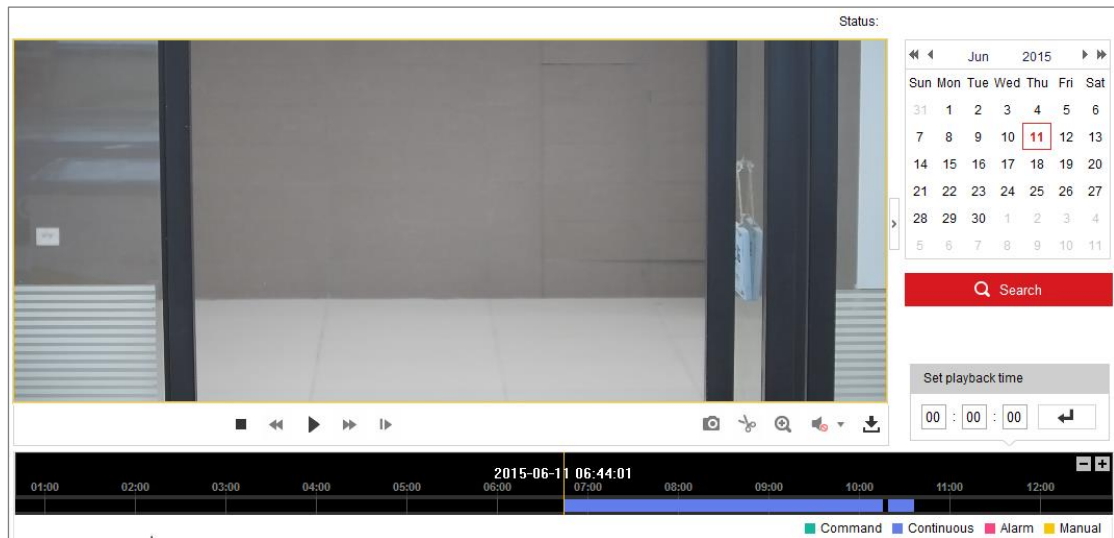 Status:
Jun 2015
Sun Mon Tue Wed Thu Fri Sat
31 1 2 3 4 5 6
7 8 9 10 11 12 13
14 15 16 17 18 19 20
21 22 23 24 25 26 27
28 29 30 1 2 3 4
5 6 7 8 9 10 11
Search
Set playback time
00 : 00 : 00
2015-06-11 06:44:01
01:00 02:00 03:00 04:00 05:00 06:00 07:00 08:00 09:00 10:00 11:00 12:00
Command Continuous Alarm Manual